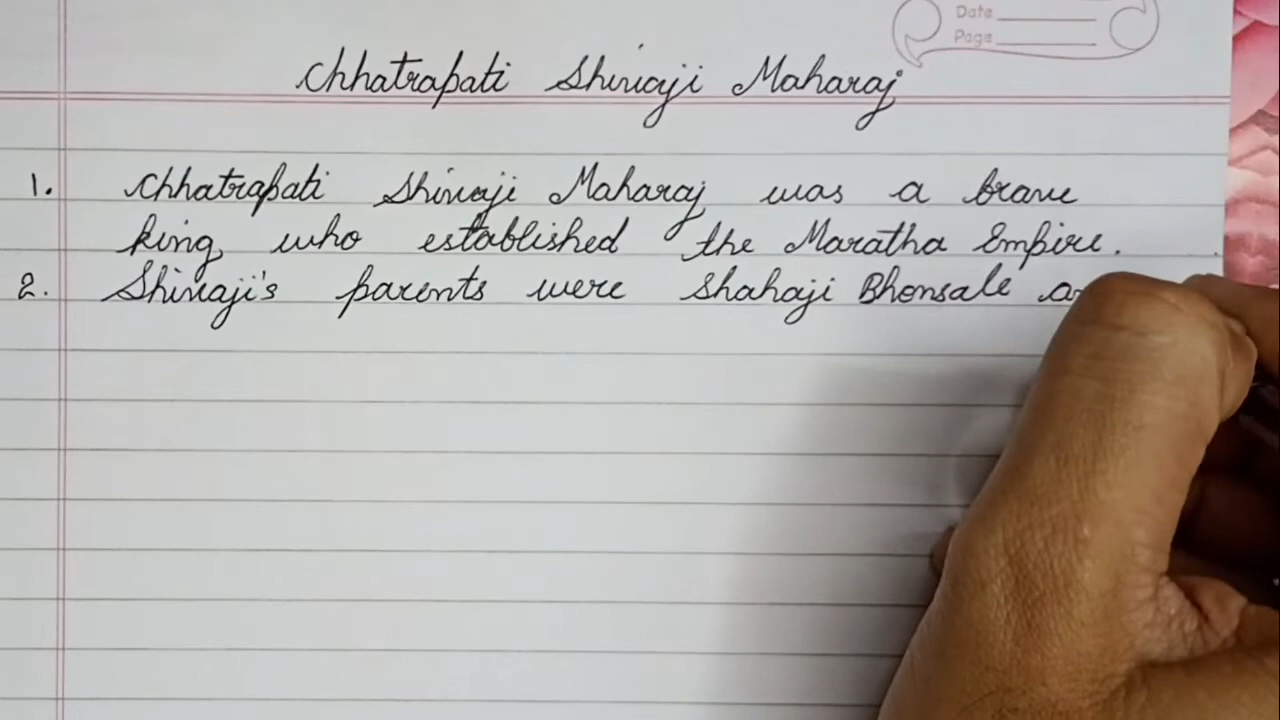 Date
Page
Chhatrapati Shivaji Maharaj
1. Chhatrapati Shivaji Maharaj was a brave
king who established the Maratha Empire.
2. Shivaji's parents were Shahaji Bhonsale